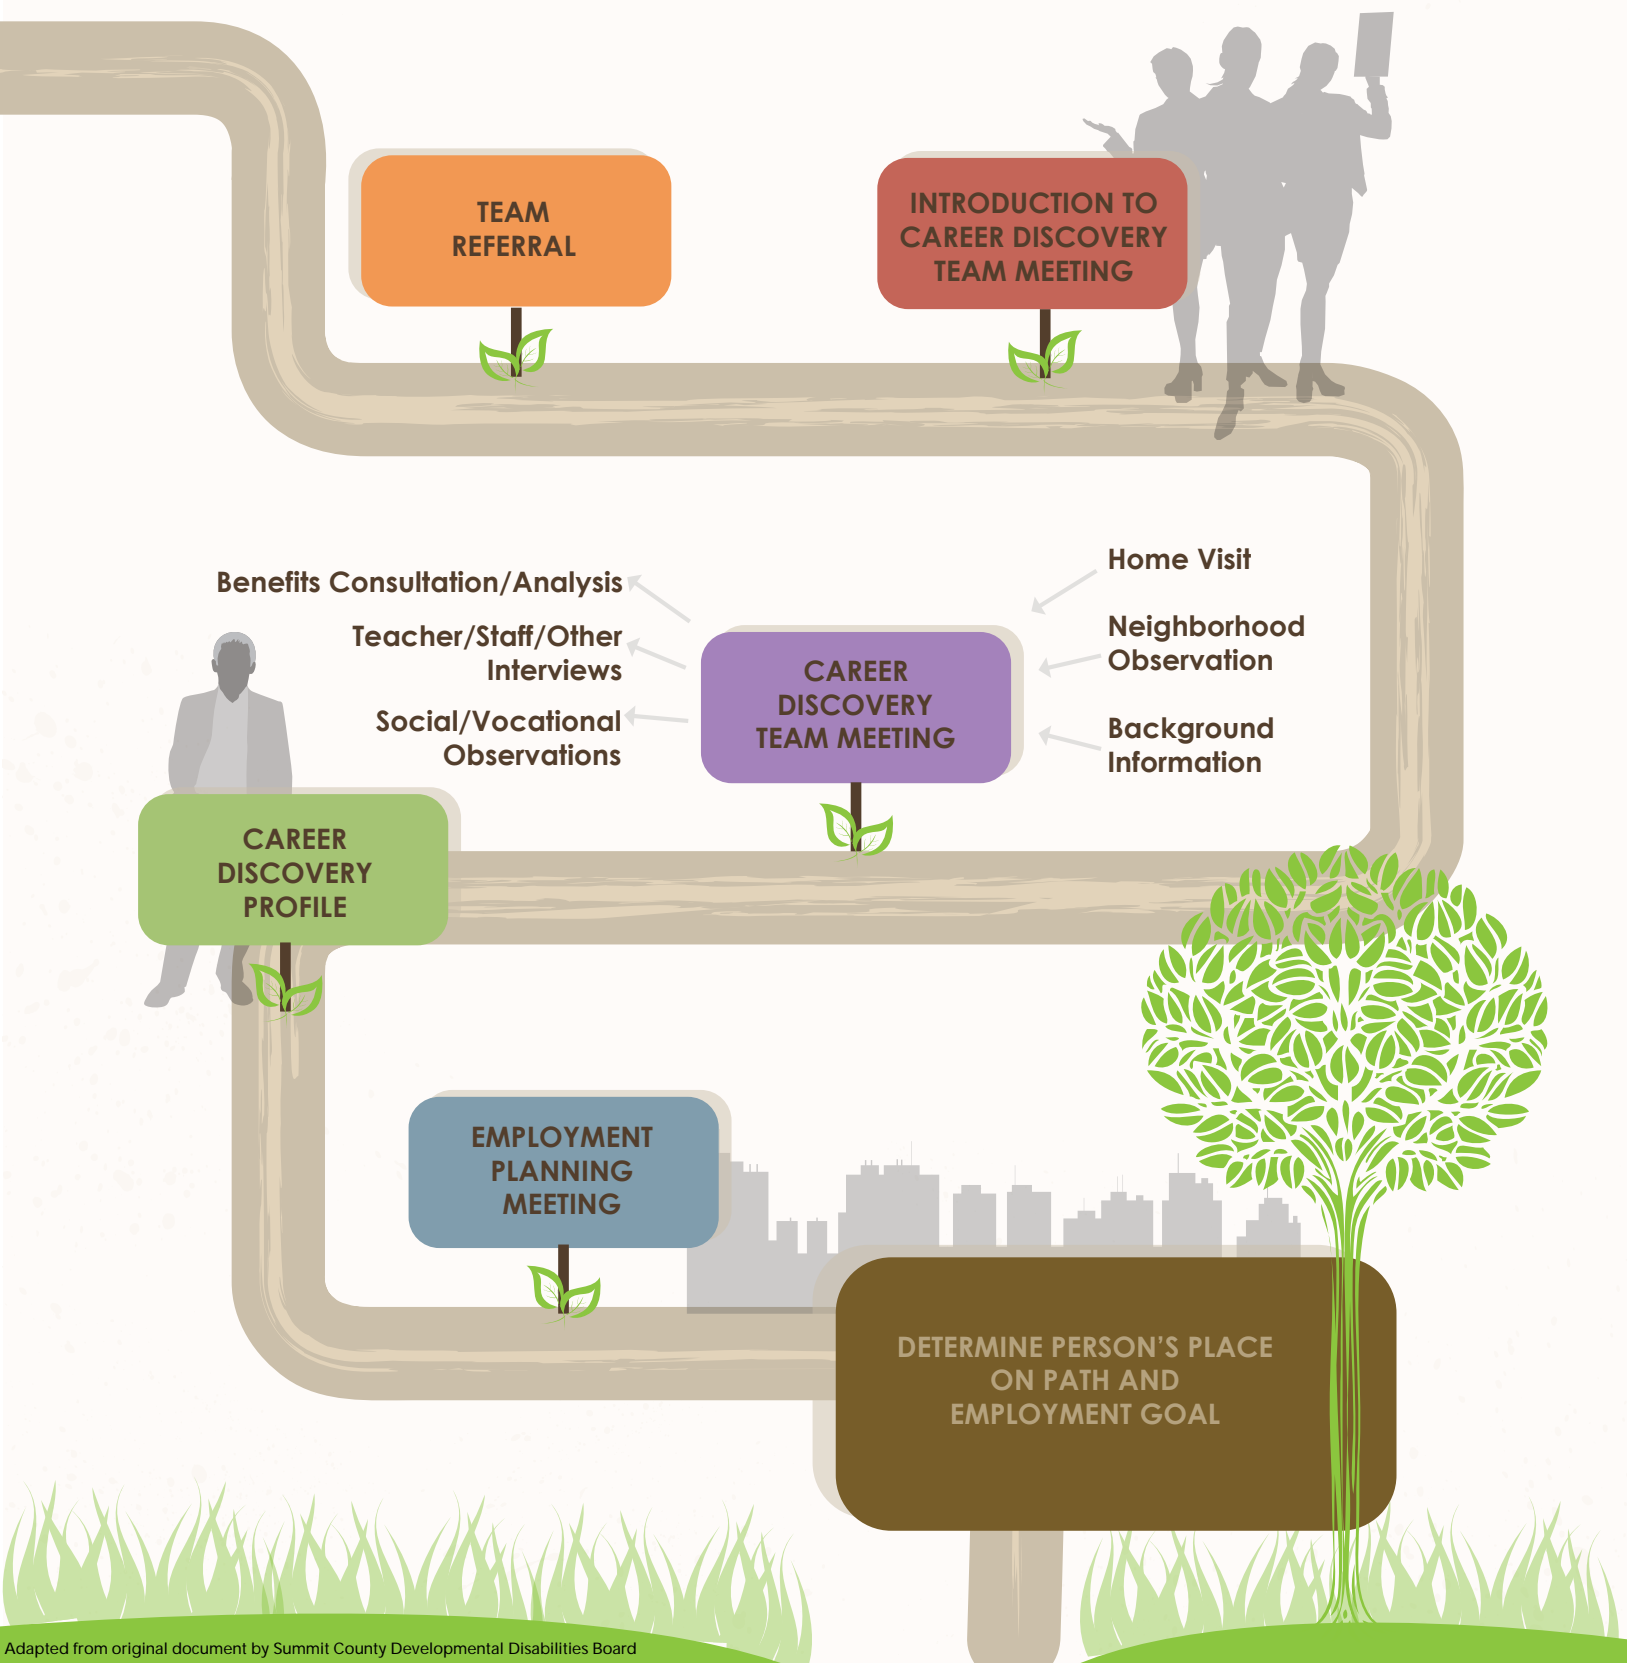 TEAM
REFERRAL
INTRODUCTION TO
CAREER DISCOVERY
TEAM MEETING
Home Visit
Neighborhood
Observation
Background
Information
CAREER
DISCOVERY
TEAM MEETING
Benefits Consultation/Analysis
Teacher/Staff/Other
Interviews
Social/Vocational
Observations
CAREER
DISCOVERY
PROFILE
EMPLOYMENT
PLANNING
MEETING
DETERMINE PERSON’S PLACE
ON PATH AND
EMPLOYMENT GOAL
Adapted from original document by Summit County Developmental Disabilities Board